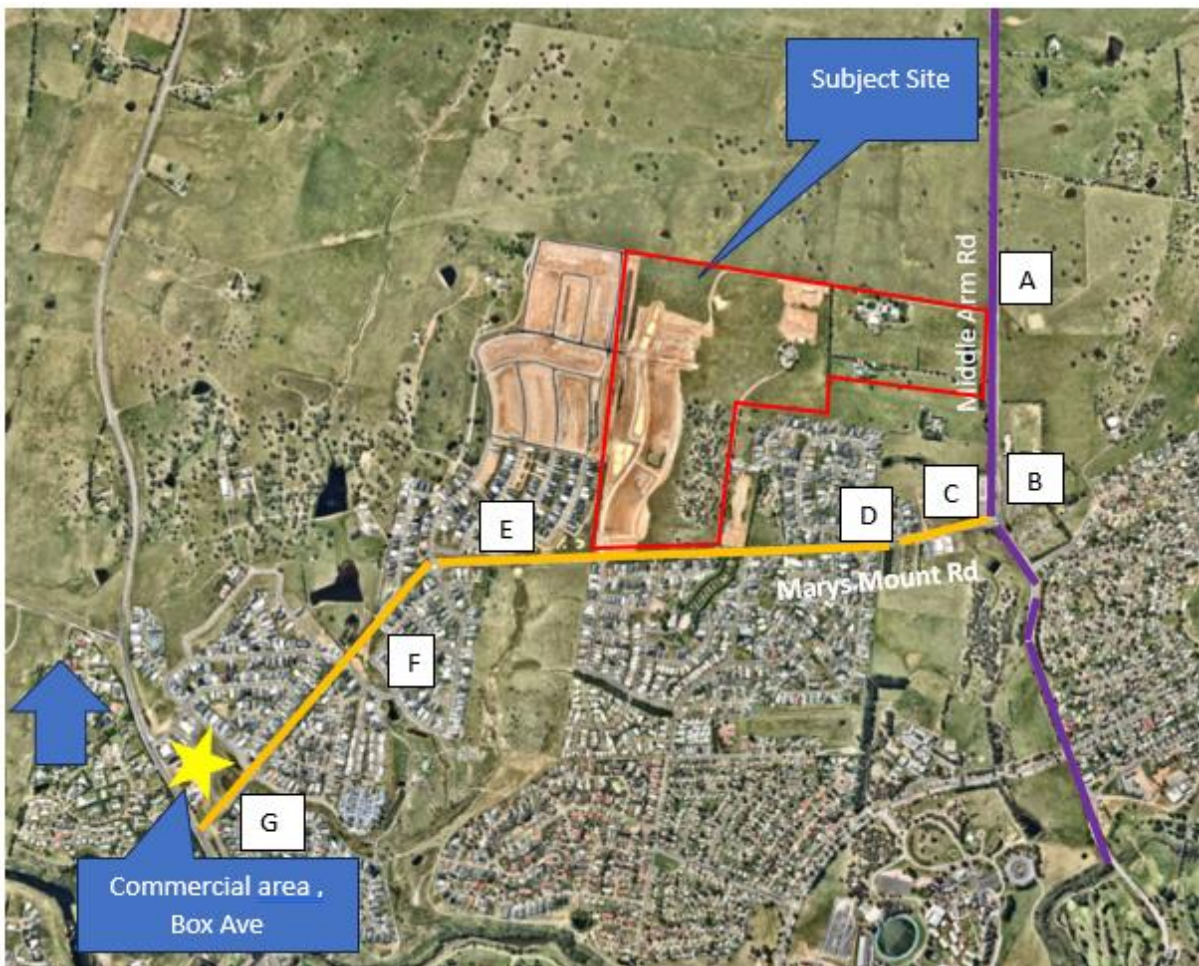 Subject Site
A
Middle Arm Rd
B
C
D
E
Marys Mount Rd
F
G
Commercial area ,
Box Ave